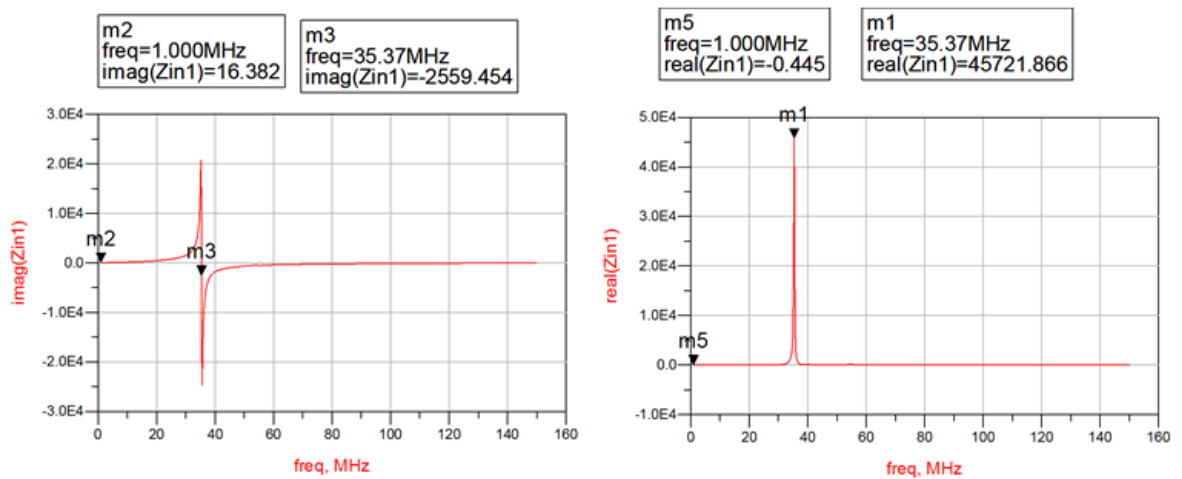 m2
freq=1.000MHz
imag(Zin1)=16.382
m3
freq=35.37MHz
imag(Zin1)=-2559.454
m5
freq=1.000MHz
real(Zin1)=-0.445
m1
freq=35.37MHz
real(Zin1)=45721.866
3.0E4
2.0E4
1.0E4
0.0
-1.0E4
-2.0E4
-3.0E4
imag(Zin1)
m2
m3
0 20 40 60 80 100 120 140 160
freq, MHz
5.0E4
4.0E4
3.0E4
2.0E4
1.0E4
0.0
-1.0E4
real(Zin1)
m1
m5
0 20 40 60 80 100 120 140 160
freq, MHz